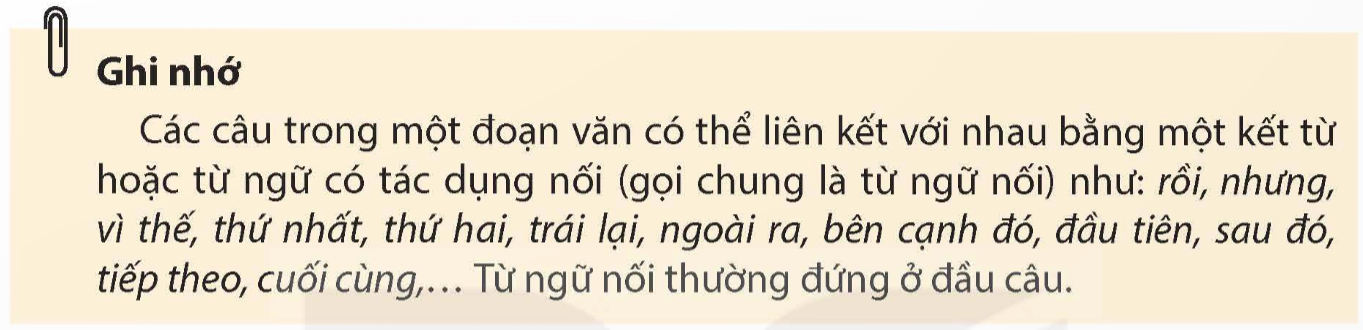 Ghi nhớ
Các câu trong một đoạn văn có thể liên kết với nhau bằng một kết từ
hoặc từ ngữ có tác dụng nối (gọi chung là từ ngữ nối) như: rồi, nhưng,
vì thế, thứ nhất, thứ hai, trái lại, ngoài ra, bên cạnh đó, đầu tiên, sau đó,
tiếp theo, cuối cùng,... Từ ngữ nối thường đứng ở đầu câu.